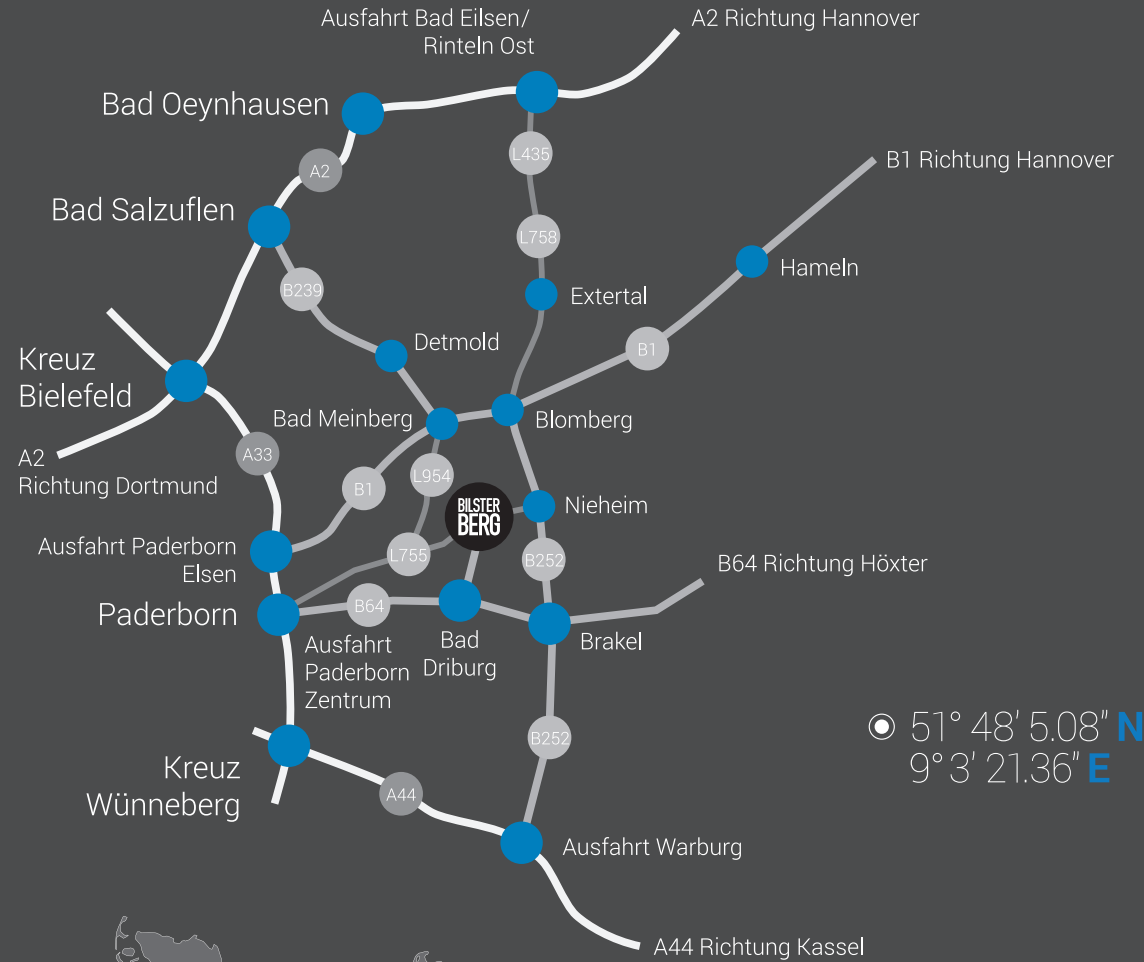 Ausfahrt Bad Eilsen/
Rinteln Ost
A2 Richtung Hannover
Bad Oeynhausen
L435
B1 Richtung Hannover
A2
Bad Salzuflen
L758
Hameln
B239
Extertal
Detmold
B1
Kreuz
Bielefeld
Bad Meinberg
Blomberg
A2
Richtung Dortmund
A33
L954
B1
BILSTER
BERG
Nieheim
Ausfahrt Paderborn
Elsen
L755
B252
B64 Richtung Höxter
Paderborn
B64
Ausfahrt
Paderborn
Zentrum
Bad
Driburg
Brakel
51° 48' 5.08" N
9° 3' 21.36" E
B252
Kreuz
Wünneberg
A44
Ausfahrt Warburg
A44 Richtung Kassel